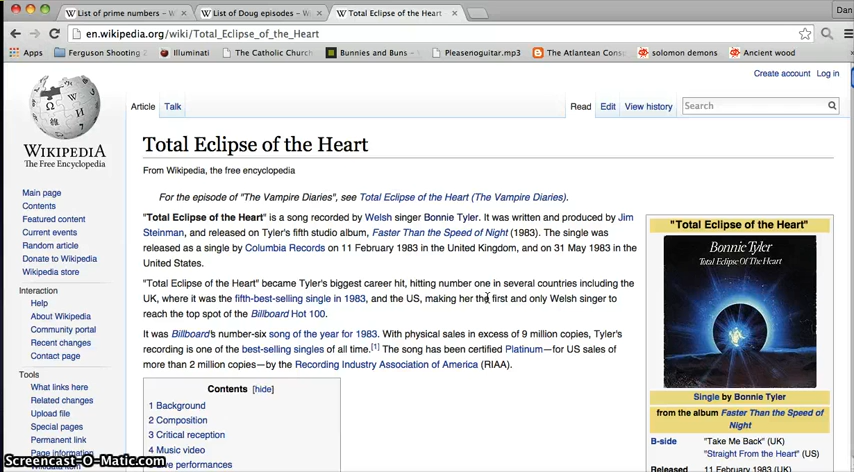 List of prime numbers – W
List of Doug episodes – Wi
Total Eclipse of the Heart
Dan
en.wikipedia.org/wiki/Total_Eclipse_of_the_Heart
Apps
Ferguson Shooting
Illuminati
The Catholic Church
Bunnies and Buns -
Pleasenoguitar.mp3
The Atlantean Cons
solomon demons
Ancient wood
Create account Log in
Article Talk
Read Edit View history
Search
WIKIPEDIA
The Free Encyclopedia
Main page
Contents
Featured content
Current events
Random article
Donate to Wikipedia
Wikipedia store
Interaction
Help
About Wikipedia
Community portal
Recent changes
Contact page
Tools
What links here
Related changes
Upload file
Special pages
Permanent link
Page information
Total Eclipse of the Heart
From Wikipedia, the free encyclopedia
For the episode of "The Vampire Diaries", see Total Eclipse of the Heart (The Vampire Diaries).
"Total Eclipse of the Heart" is a song recorded by Welsh singer Bonnie Tyler. It was written and produced by Jim
Steinman, and released on Tyler's fifth studio album, Faster Than the Speed of Night (1983). The single was
released as a single by Columbia Records on 11 February 1983 in the United Kingdom, and on 31 May 1983 in the
United States.
"Total Eclipse of the Heart" became Tyler's biggest career hit, hitting number one in several countries including the
UK, where it was the fifth-best-selling single in 1983, and the US, making her the first and only Welsh singer to
reach the top spot of the Billboard Hot 100.
It was Billboard's number-six song of the year for 1983. With physical sales in excess of 9 million copies, Tyler's
recording is one of the best-selling singles of all time.[1] The song has been certified Platinum—for US sales of
more than 2 million copies—by the Recording Industry Association of America (RIAA).
Contents [hide]
1 Background
2 Composition
3 Critical reception
4 Music video
ve performances
"Total Eclipse of the Heart"
Bonnie Tyler
Total Eclipse Of The Heart
Single by Bonnie Tyler
from the album Faster Than the Speed of
Night
B-side "Take Me Back" (UK)
"Straight From the Heart" (US)
Released 11 February 1983 (UK)
Screencast-O-Matic.com